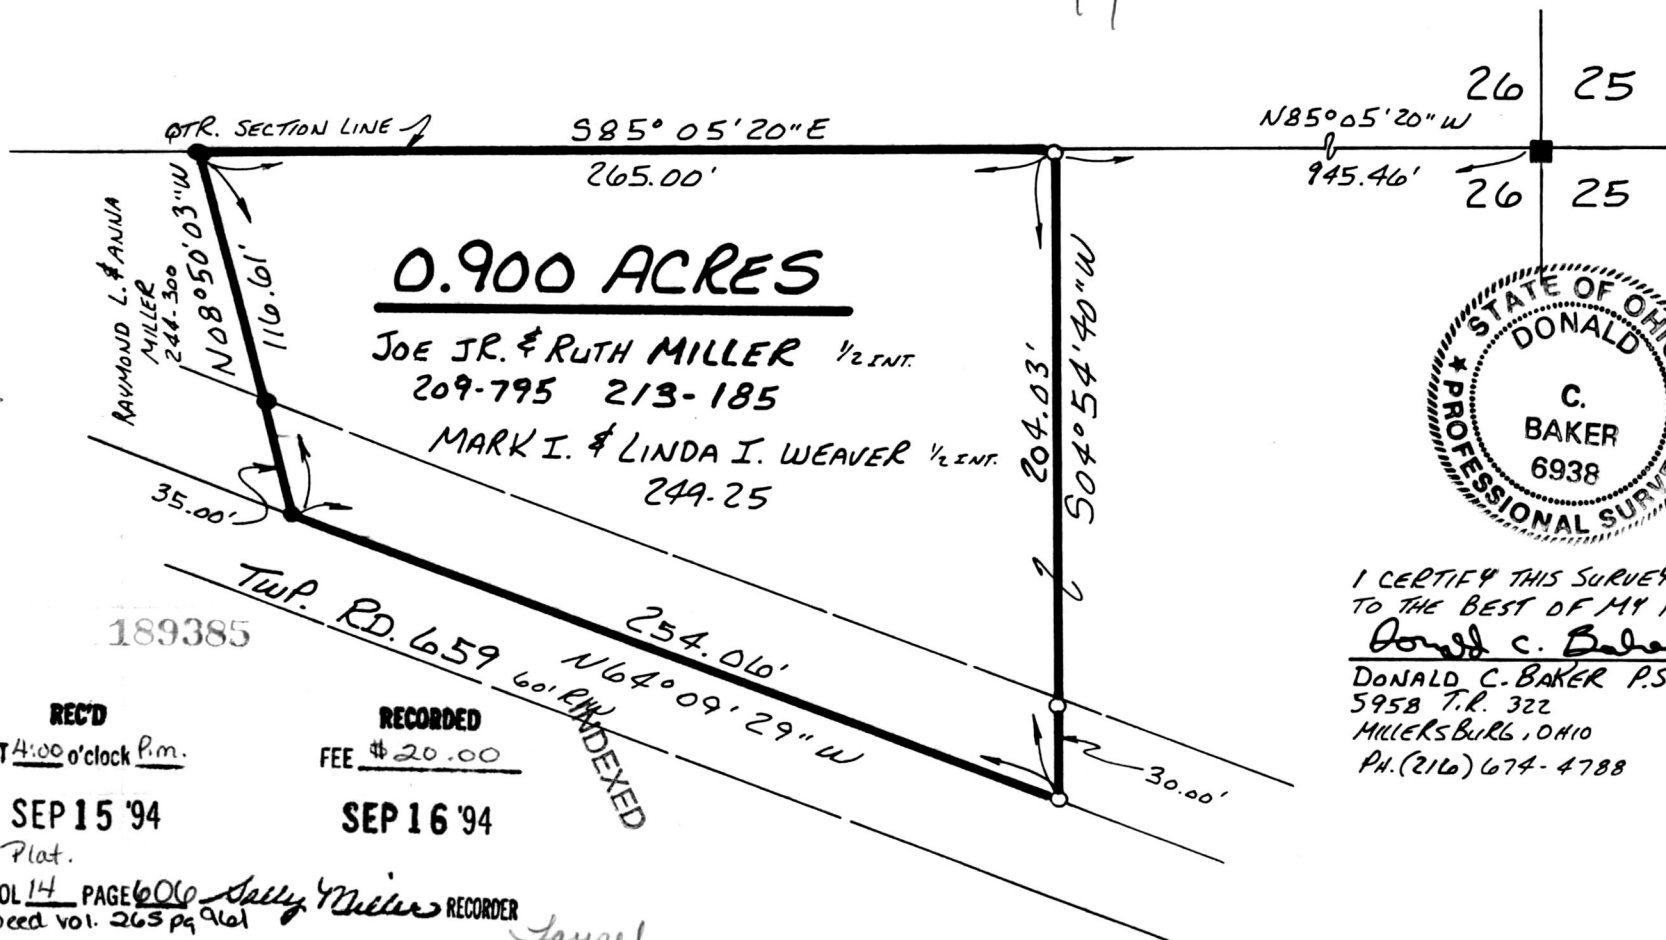 26 25
N85°05'20"W
945.46'
26 25
QTR. SECTION LINE
S85° 05' 20" E
265.00'
RAYMOND L. & ANNA
MILLER
244-300
N08°50'03"W
116.61'
0.900 ACRES
JOE JR. & RUTH MILLER 1/2 INT.
209-795 213-185
MARK I. & LINDA I. WEAVER 1/2 INT.
249-25
204.03'
S04°54'40"W
35.00'
TWP. RD. 659 60' R/W
254.06'
N64°09'29"W
30.00'
STATE OF OHIO
DONALD
C.
BAKER
6938
★ PROFESSIONAL SURVE
I CERTIFY THIS SURVEY
TO THE BEST OF MY
Donald C. Baker
DONALD C. BAKER P.S
5958 T.R. 322
MILLERSBURG, OHIO
PH. (216) 674-4788
189385
REC'D
T 4:00 o'clock P.m.
SEP 15 '94
Plat.
OL 14 PAGE 606 Sally Miller RECORDER
eed vol. 265 pg 961
RECORDED
FEE $20.00
SEP 16 '94
INDEXED